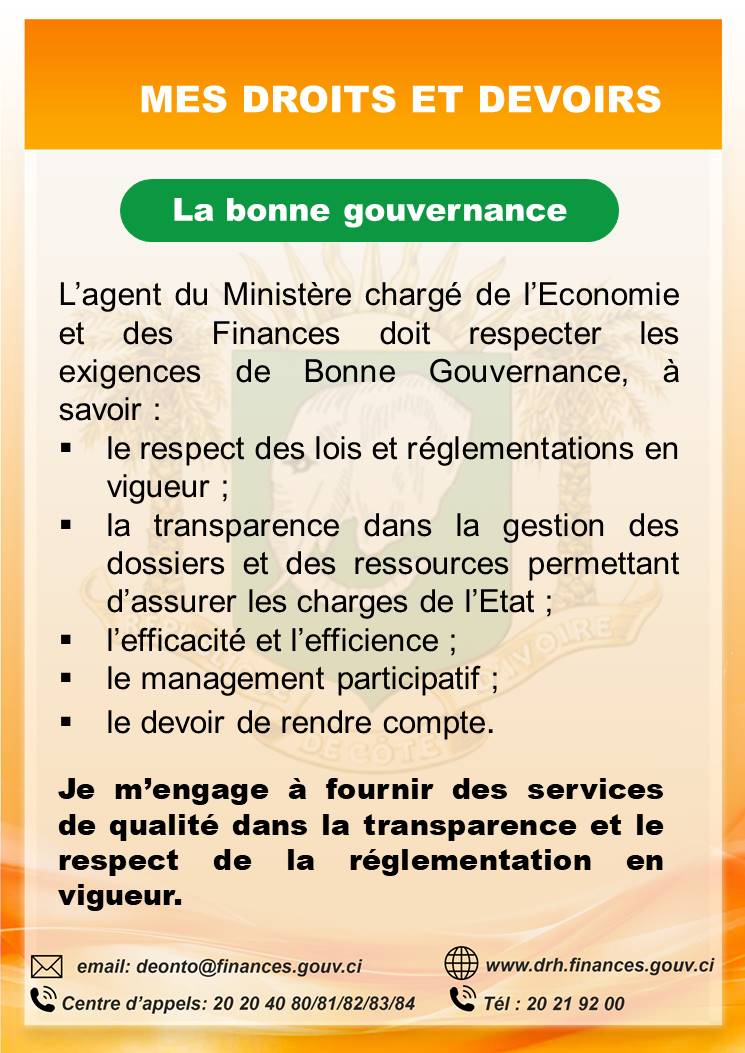 MES DROITS ET DEVOIRS
La bonne gouvernance
L’agent du Ministère chargé de l’Economie
et des Finances doit respecter les
exigences de Bonne Gouvernance, à
savoir :
▪ le respect des lois et réglementations en
vigueur ;
▪ la transparence dans la gestion des
dossiers et des ressources permettant
d’assurer les charges de l’Etat ;
▪ l’efficacité et l’efficience ;
▪ le management participatif ;
▪ le devoir de rendre compte.
REPUBLIQUE DE CÔTE D'IVOIRE
Je m’engage à fournir des services
de qualité dans la transparence et le
respect de la réglementation en
vigueur.
email: deonto@finances.gouv.ci
www.drh.finances.gouv.ci
Centre d’appels: 20 20 40 80/81/82/83/84
Tél : 20 21 92 00